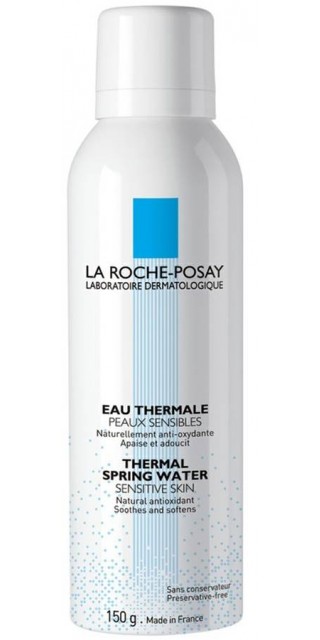 LA ROCHE-POSAY
LABORATOIRE DERMATOLOGIQUE
EAU THERMALE
PEAUX SENSIBLES
Naturellement anti-oxydante
Apaise et adoucit
THERMAL
SPRING WATER
SENSITIVE SKIN
Natural antioxidant
Soothes and softens
Sans conservateur
Preservative-free
150 g. Made in France